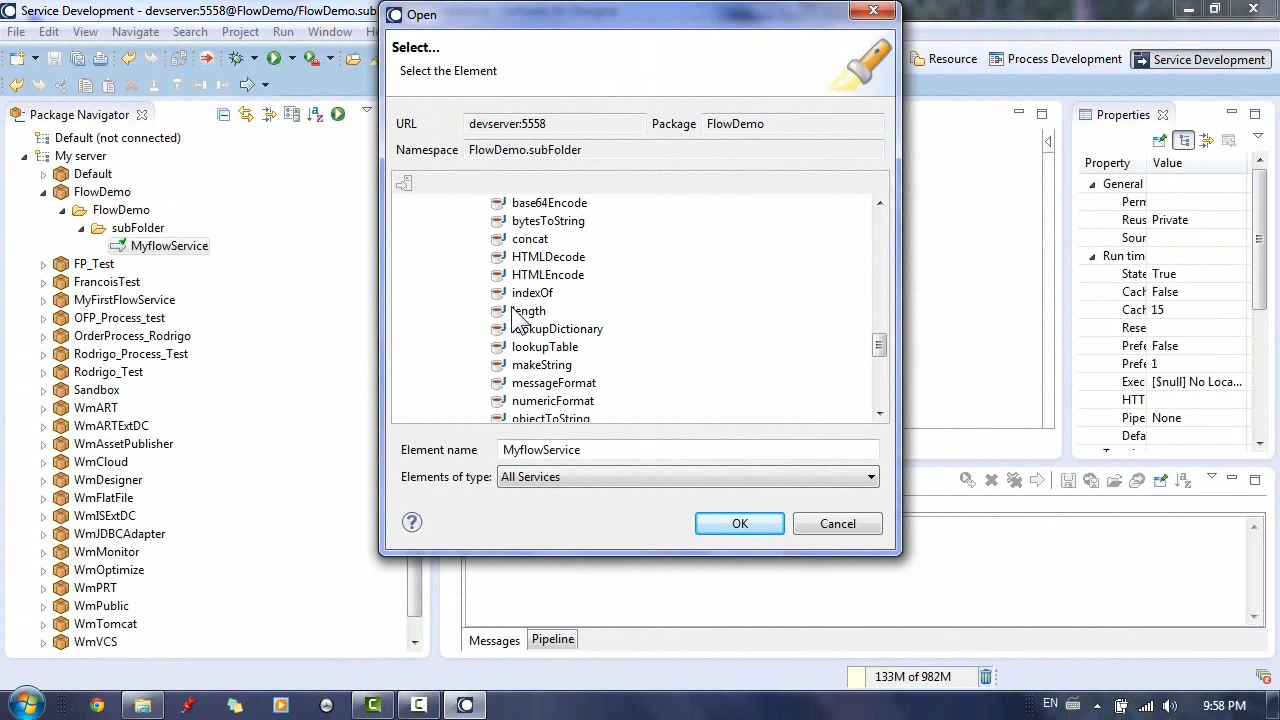 Service Development - devserver:5558@FlowDemo/FlowDemo.sub
Open
File Edit View Navigate Search Project Run Window
Select...
Select the Element
Resource Process Development Service Development
URL devserver:5558 Package FlowDemo
Namespace FlowDemo.subFolder
Package Navigator
Default (not connected)
My server
Default
FlowDemo
FlowDemo
subFolder
MyflowService
FP_Test
FrancoisTest
MyFirstFlowService
OFP_Process_test
OrderProcess_Rodrigo
Rodrigo_Process_Test
Rodrigo_Test
Sandbox
WmART
WmARTExtDC
WmAssetPublisher
WmCloud
WmDesigner
WmFlatFile
WmISExtDC
WmJDBCAdapter
WmMonitor
WmOptimize
WmPRT
WmPublic
WmTomcat
WmVCS
base64Encode
bytesToString
concat
HTMLDecode
HTMLEncode
indexOf
length
lookupDictionary
lookupTable
makeString
messageFormat
numericFormat
objectToString
Element name MyflowService
Elements of type: All Services
OK Cancel
Properties
Property Value
General
Perm
Reus Private
Sour
Run time
State True
Cach False
Cach 15
Rese
Prefe False
Prefe 1
Exec [$null] No Loca...
HTT
Pipe None
Defa
Messages Pipeline
133M of 982M
EN 9:58 PM